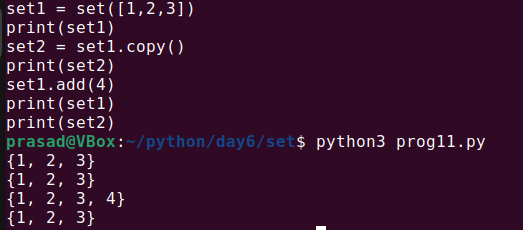 set1 = set([1,2,3])
print(set1)
set2 = set1.copy()
print(set2)
set1.add(4)
print(set1)
print(set2)
prasad@VBox:~/python/day6/set$ python3 prog11.py
{1, 2, 3}
{1, 2, 3}
{1, 2, 3, 4}
{1, 2, 3}